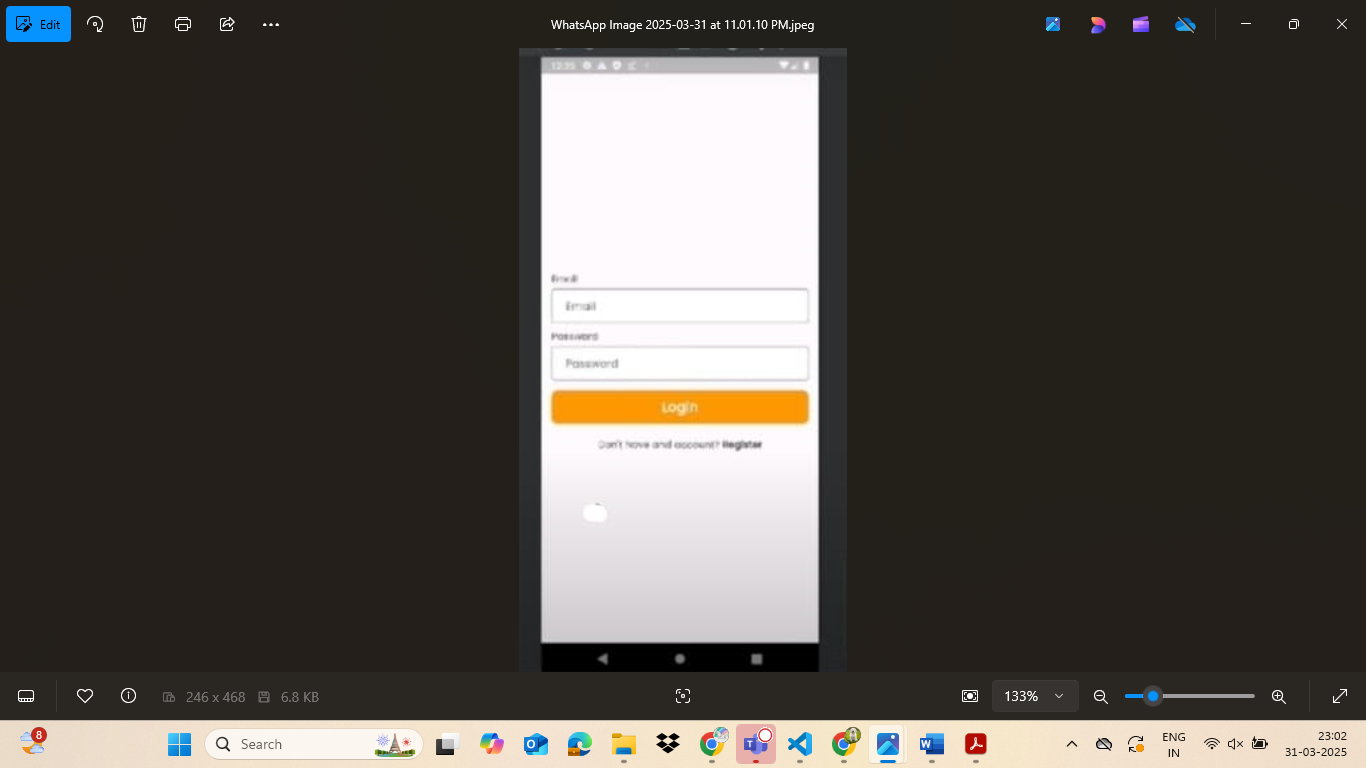 Edit
WhatsApp Image 2025-03-31 at 11.01.10 PM.jpeg
12:35
Email
Email
Password
Password
Login
Don't have and account? Register
246 x 468
6.8 KB
133%
8
Search
ENG
IN
23:02
31-03-2025